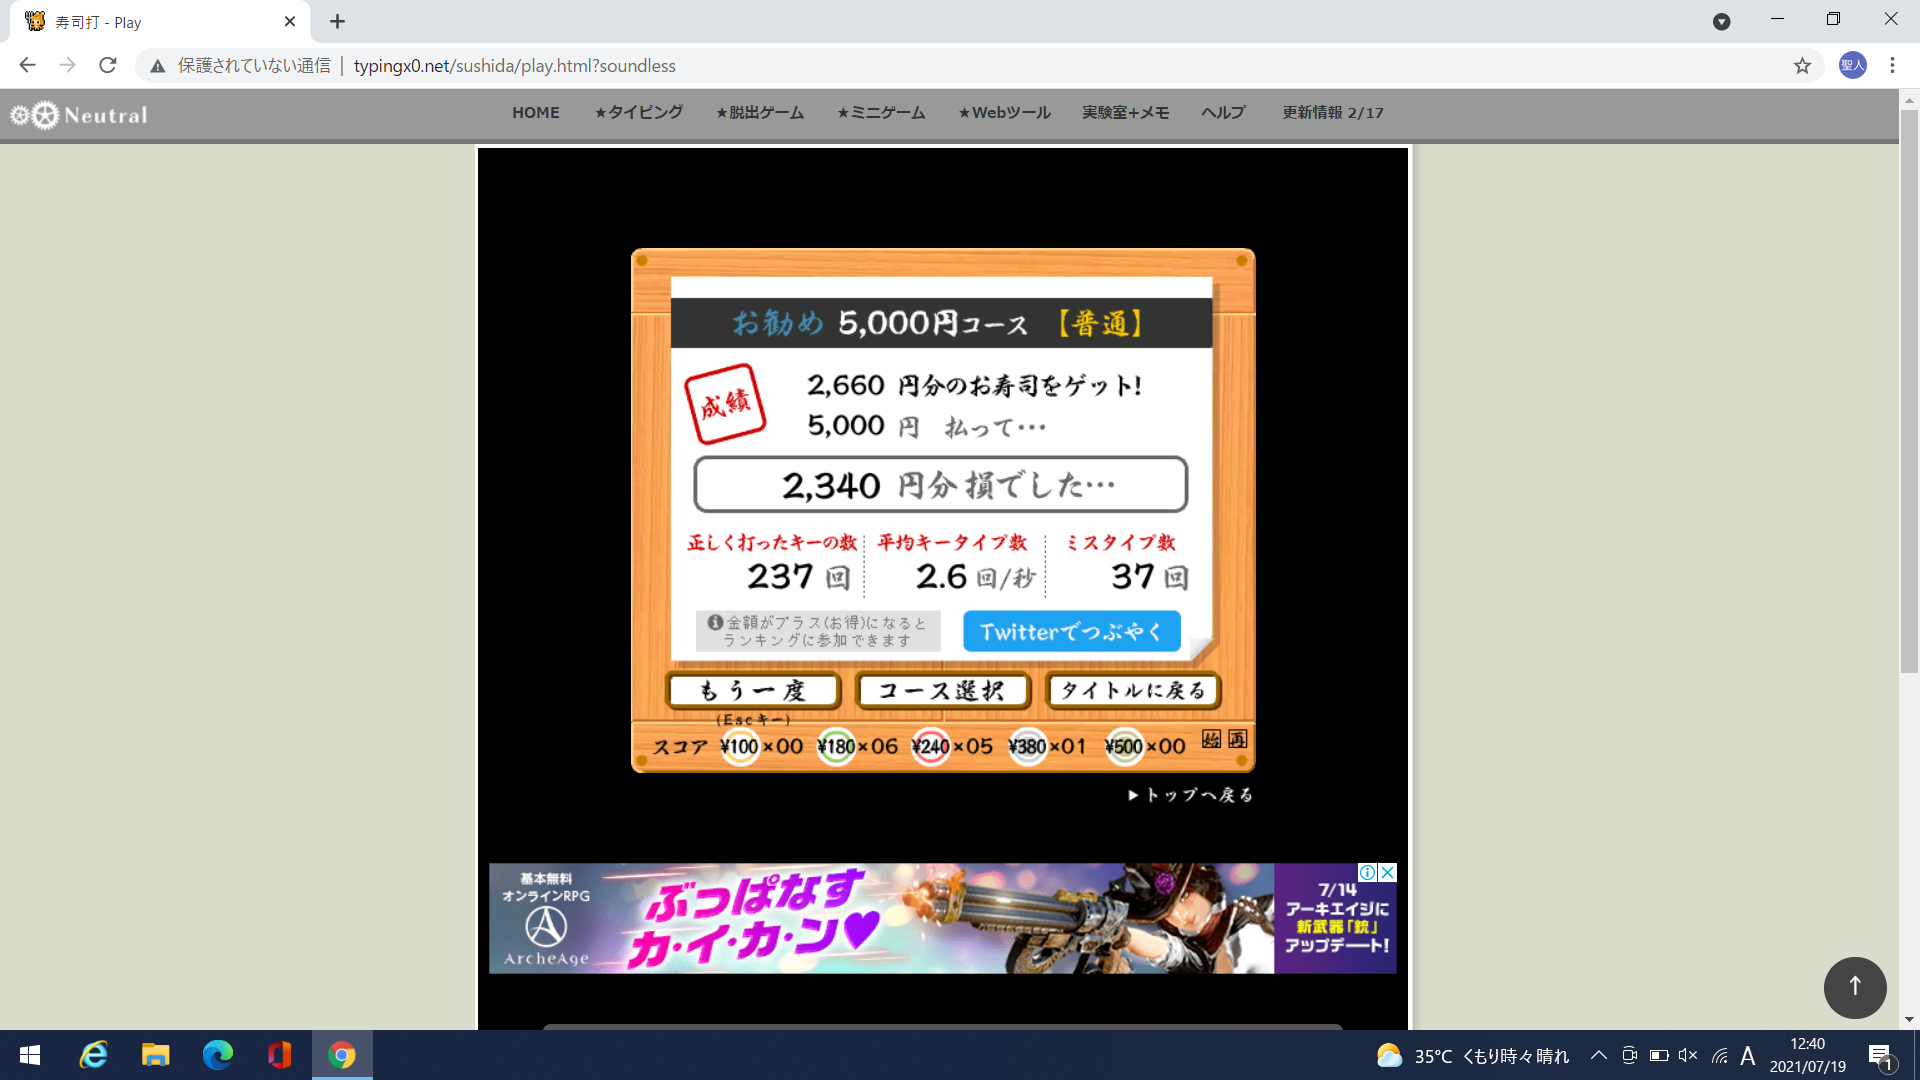 寿司打 - Play
保護されていない通信 | typingx0.net/sushida/play.html?soundless
聖人
Neutral
HOME ★タイピング ★脱出ゲーム ★ミニゲーム ★Webツール 実験室+メモ ヘルプ 更新情報 2/17
お勧め 5,000円コース 【普通】
成績
2,660 円分のお寿司をゲット!
5,000 円 払って…
2,340 円分 損でした…
正しく打ったキーの数 平均キータイプ数 ミスタイプ数
237 回 2.6 回/秒 37 回
金額がプラス(お得)になると
ランキングに参加できます
Twitterでつぶやく
もう一度 コース選択 タイトルに戻る
(Escキー)
スコア ¥100×00 ¥180×06 ¥240×05 ¥380×01 ¥500×00 始 再
▶トップへ戻る
基本無料
オンラインRPG
ArcheAge
ぶっぱなす
カ・イ・カ・ン♥
7/14
アーキエイジに
新武器「銃」
アップデート!
↑
35°C くもり時々晴れ A 12:40
2021/07/19
1